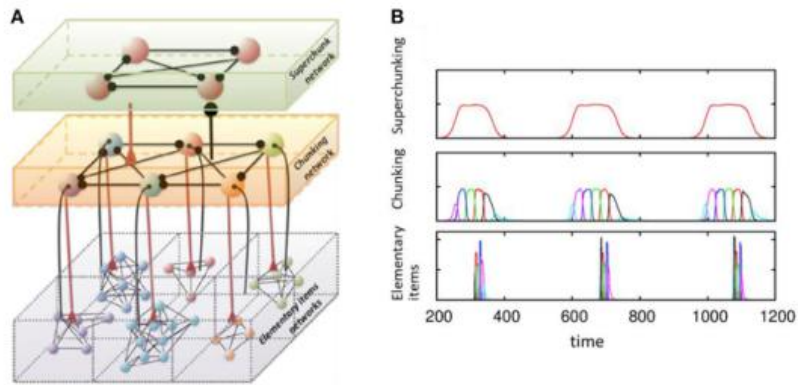 A
B
Superchunk
network
Chunking
network
Elementary items
networks
Superchunking
Chunking
Elementary
items
200 400 600 800 1000 1200
time